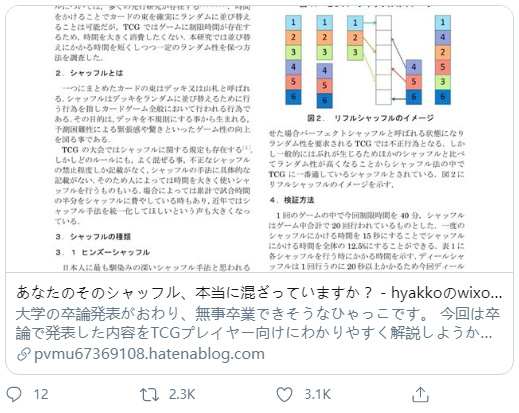 時間をかけることでカードの束を確実にランダムに並び替え
ることは可能だが、TCG ではゲームに制限時間が存在す
るため、時間を大きく消費したくない。本研究では並び替
えにかかる時間を短くしつつ一定のランダム性を保つ方
法を調査した.
2．シャッフルとは
一つにまとめたカードの束はデッキ又は山札と呼ばれ
る. シャッフルはデッキをランダムに並び替えるために行
う行為を指しカードゲーム全般において行われる行為で
ある. その目的は, デッキを不規則にする事から生まれる,
予測困難性による緊張感や驚きといったゲーム性の向上
を図る事である.
TCG の大会ではシャッフルに関する規定も存在する[1].
しかしどのルールにも, よく混ぜる事, 不正なシャッフル
の禁止程度しか記載がなく, シャッフルの手法に具体的な
記載がない. そのため人によっては時間を大きく使いシャ
ッフルを行うものもいる. 場合によっては累計で試合時間
の半分をシャッフルに費やしている時もあり, 近年ではシ
ャッフル手法を統一化してほしいという声も大きくなっ
ている.
3．シャッフルの種類
3．1 ヒンズーシャッフル
日本人に最も馴染みの深いシャッフル手法と思われる
1 1 1
2 2 2
3 3 3
4 4 4
5 5 5
6 6 6
図2． リフルシャッフルのイメージ
せた場合パーフェクトシャッフルと呼ばれる状態になり
ランダム性を要求される TCG では不正行為となる. しか
し一般的にはぶれが生じるためほかのシャッフルと比べ
てランダム性が高くなることからシャッフル法の中で
TCG に一番適しているシャッフルとされている. 図2に
リフルシャッフルのイメージを示す.
4．検証方法
1 回のゲームの中で今回制限時間を 40分, シャッフル
はゲーム中合計で 20回行われているものとした. 一度の
シャッフルにかける時間を 15 秒にすることでシャッフル
にかける時間を全体の 12.5%にすることができる. 表1に
各シャッフルを行う時にかかる時間を示す. ディールシャ
ッフルは1回行うのに 20 秒以上かかるため今回ディール
あなたのそのシャッフル、本当に混ざっていますか？ - hyakkoのwixo...
大学の卒論発表がおわり、無事卒業できそうなひゃっこです。 今回は卒
論で発表した内容をTCGプレイヤー向けにわかりやすく解説しようか...
pvmu67369108.hatenablog.com
12 2.3K 3.1K